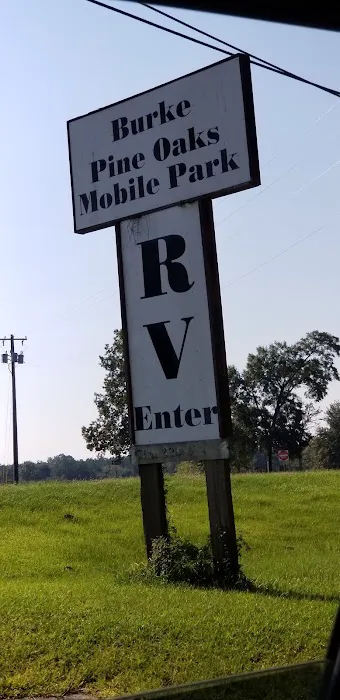 Burke
Pine Oaks
Mobile Park
R
V
Enter